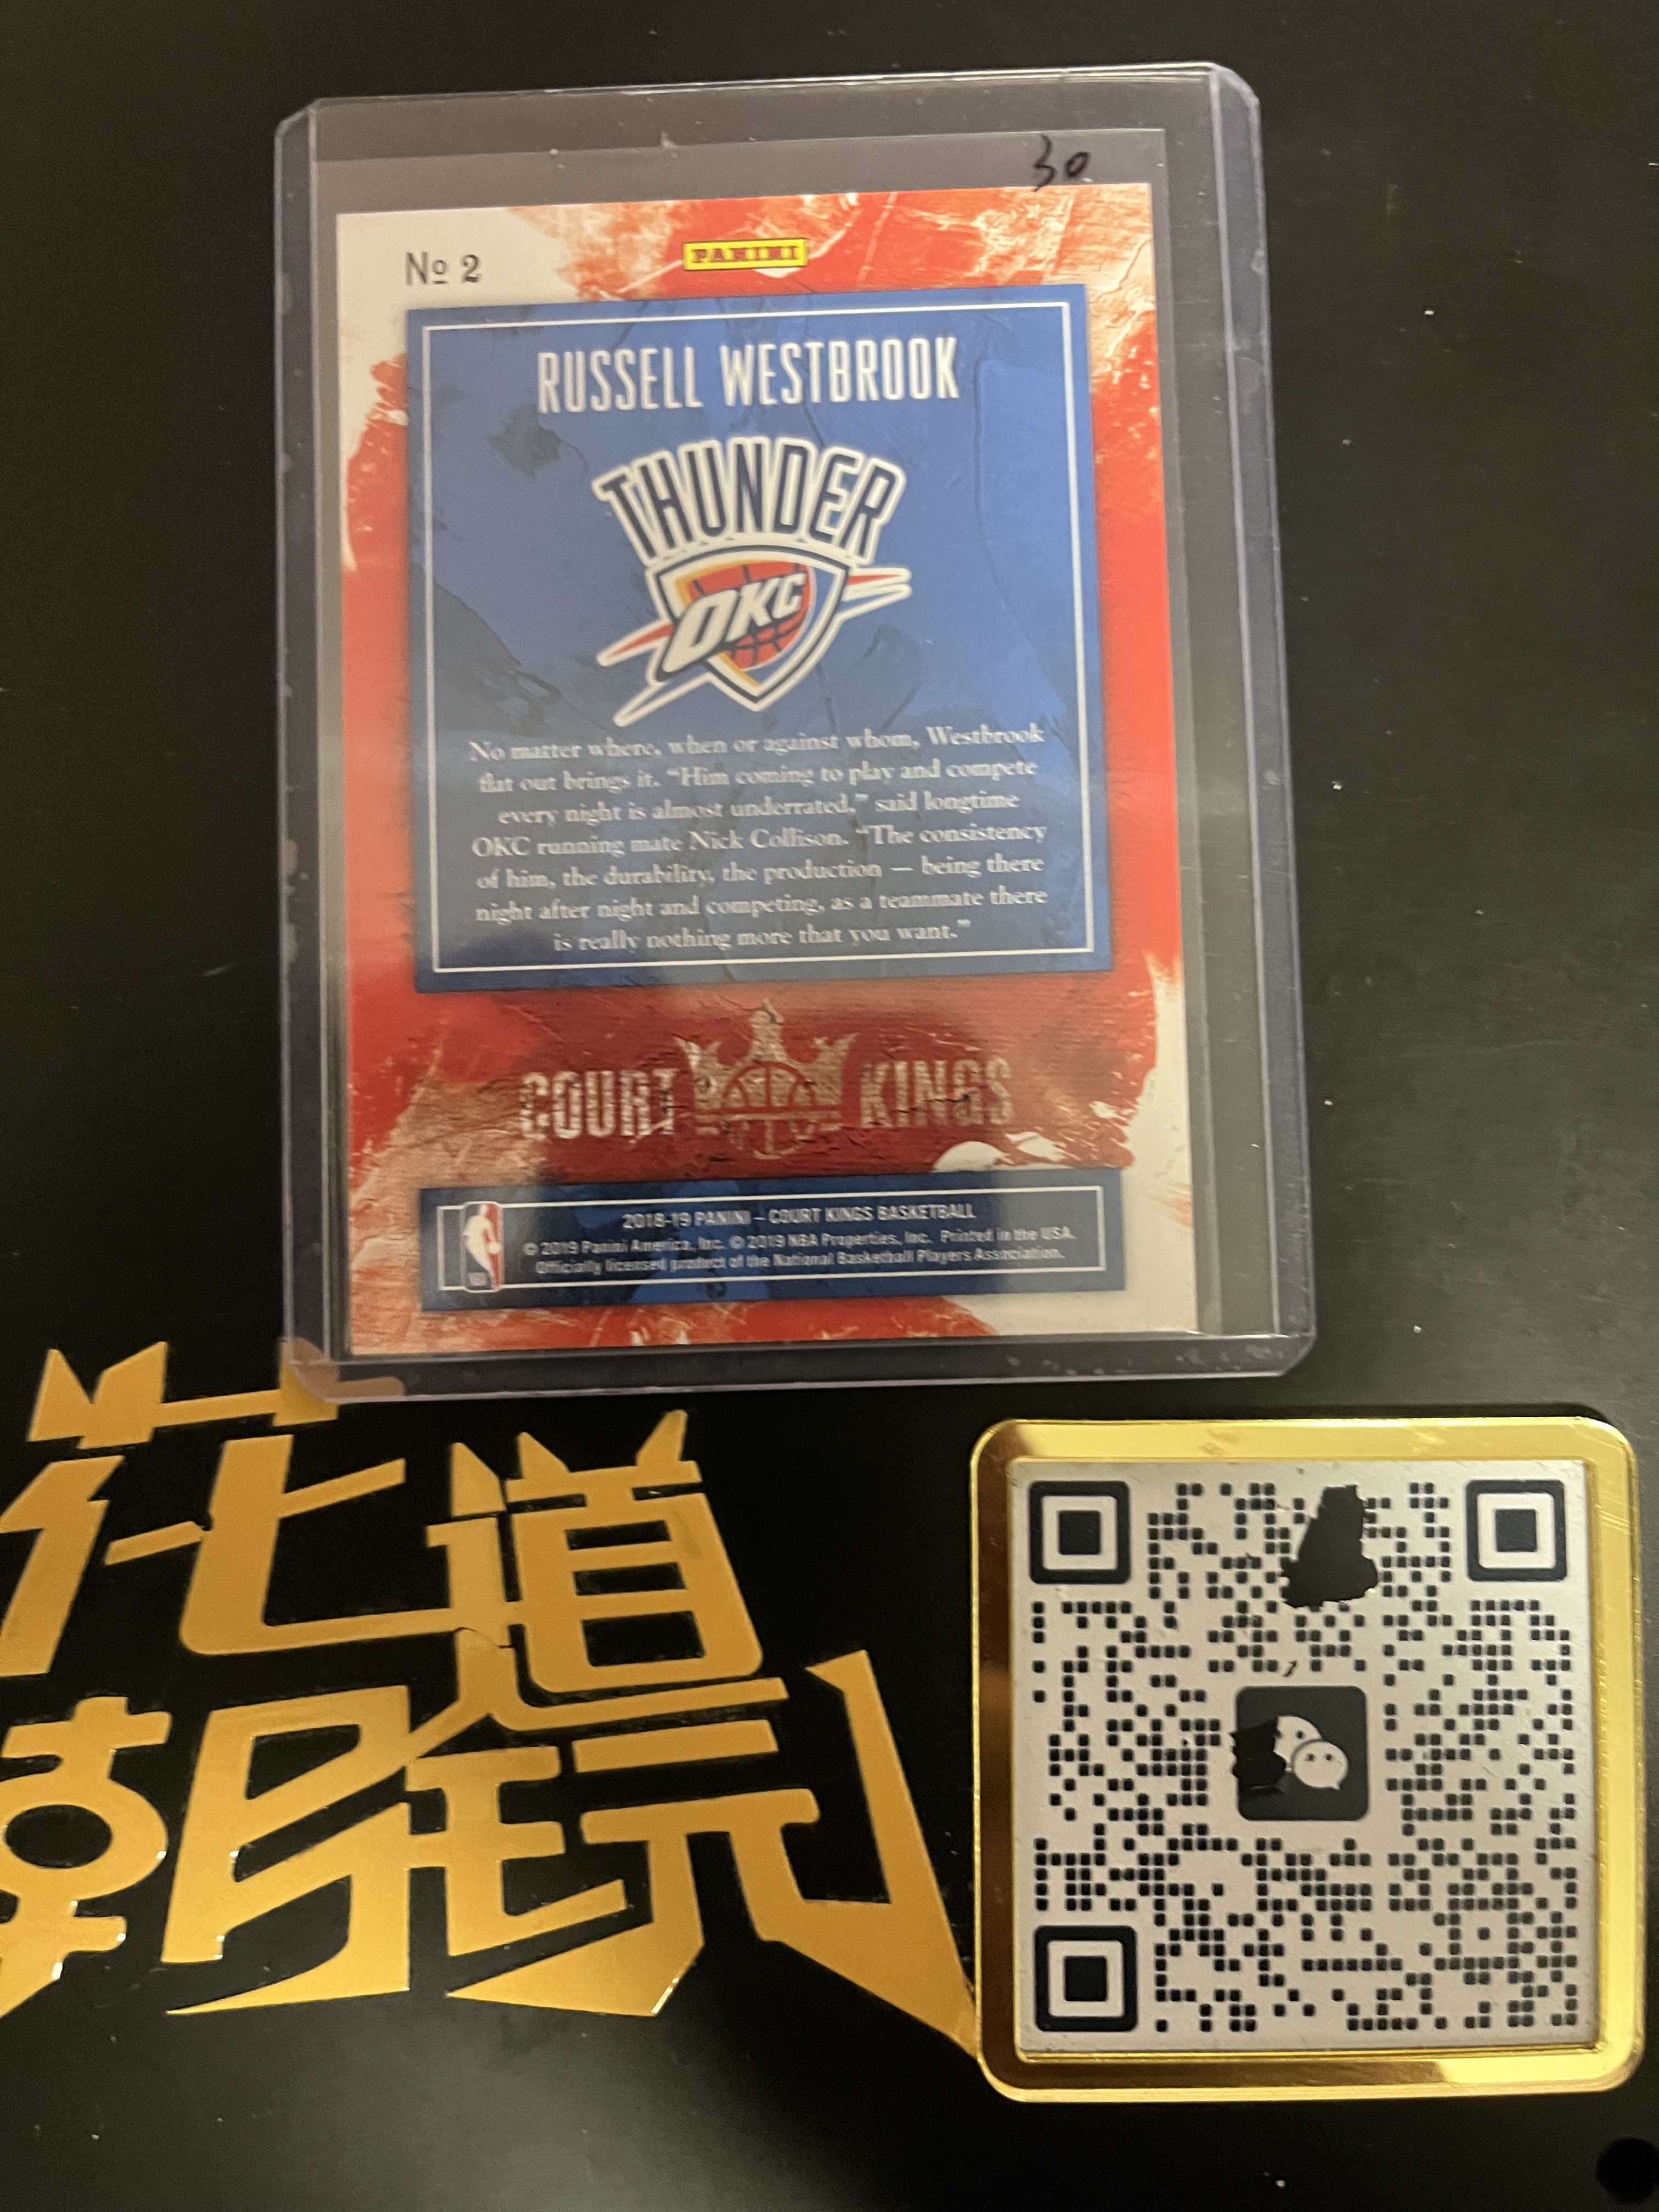 30
№ 2
PANINI
RUSSELL WESTBROOK
THUNDER
OKC
No matter where, when or against whom, Westbrook
flat out brings it. “Him coming to play and compete
every night is almost underrated,” said longtime
OKC running mate Nick Collison. “The consistency
of him, the durability, the production — being there
night after night and competing, as a teammate there
is really nothing more that you want.”
COURT KINGS
2018-19 PANINI – COURT KINGS BASKETBALL
© 2019 Panini America, Inc. © 2019 NBA Properties, Inc. Printed in the USA.
Officially licensed product of the National Basketball Players Association.
花道
潮玩